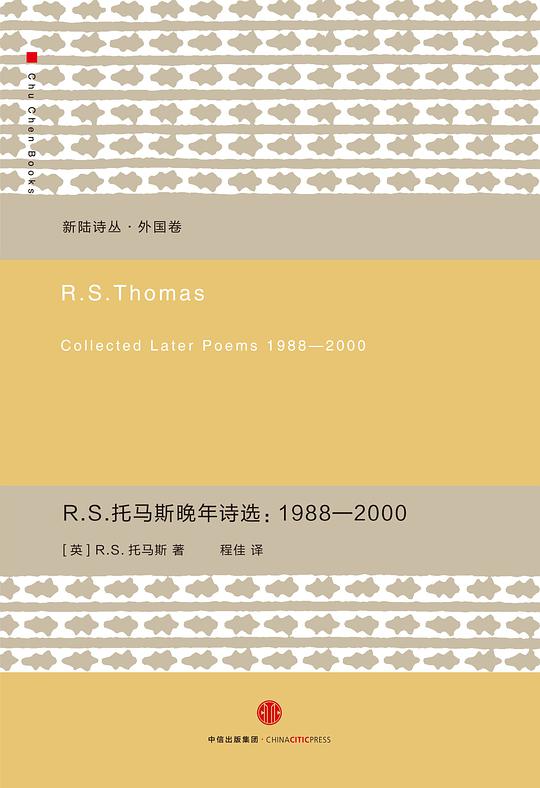 Chu Chen Books
新陆诗丛 · 外国卷
R.S.Thomas
Collected Later Poems 1988—2000
R.S.托马斯晚年诗选：1988—2000
[英] R.S. 托马斯 著 程佳 译
中信出版集团 · CHINACITICPRESS